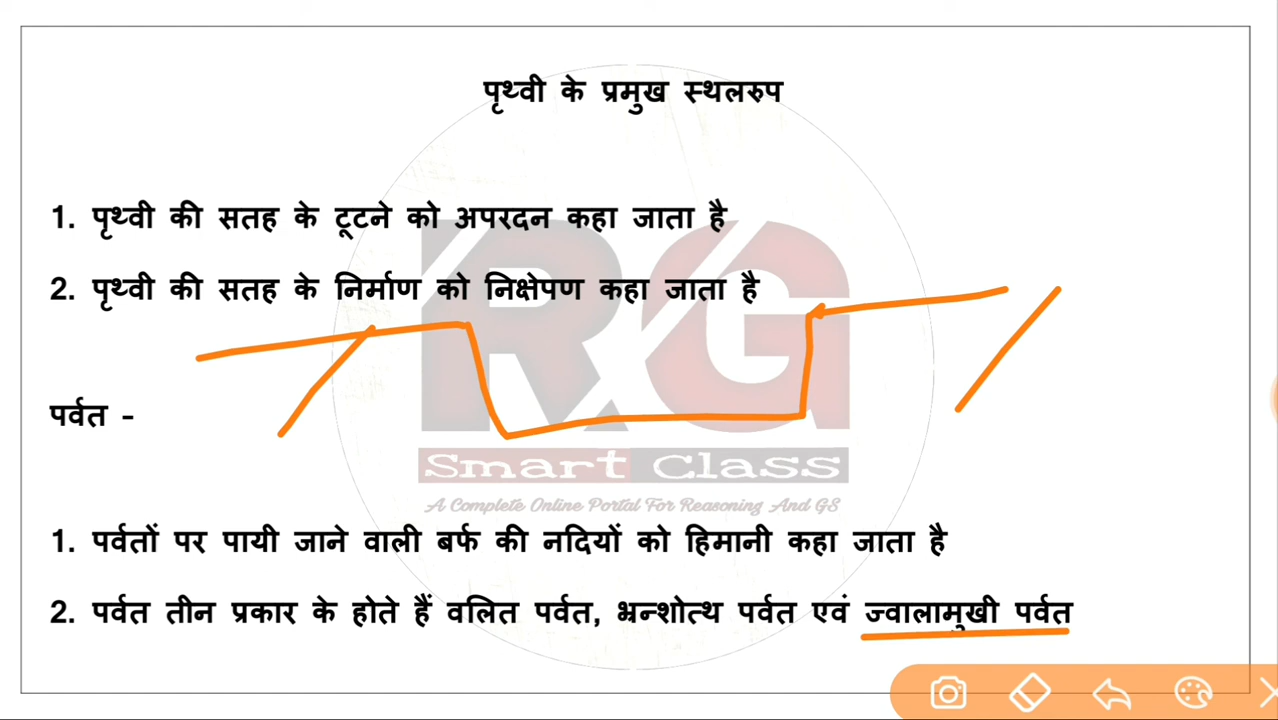 पृथ्वी के प्रमुख स्थलरुप
1. पृथ्वी की सतह के टूटने को अपरदन कहा जाता है
2. पृथ्वी की सतह के निर्माण को निक्षेपण कहा जाता है
पर्वत -
RG
Smart Class
A Complete Online Portal For Reasoning And GS
1. पर्वतों पर पायी जाने वाली बर्फ की नदियों को हिमानी कहा जाता है
2. पर्वत तीन प्रकार के होते हैं वलित पर्वत, भ्रन्शोत्थ पर्वत एवं ज्वालामुखी पर्वत